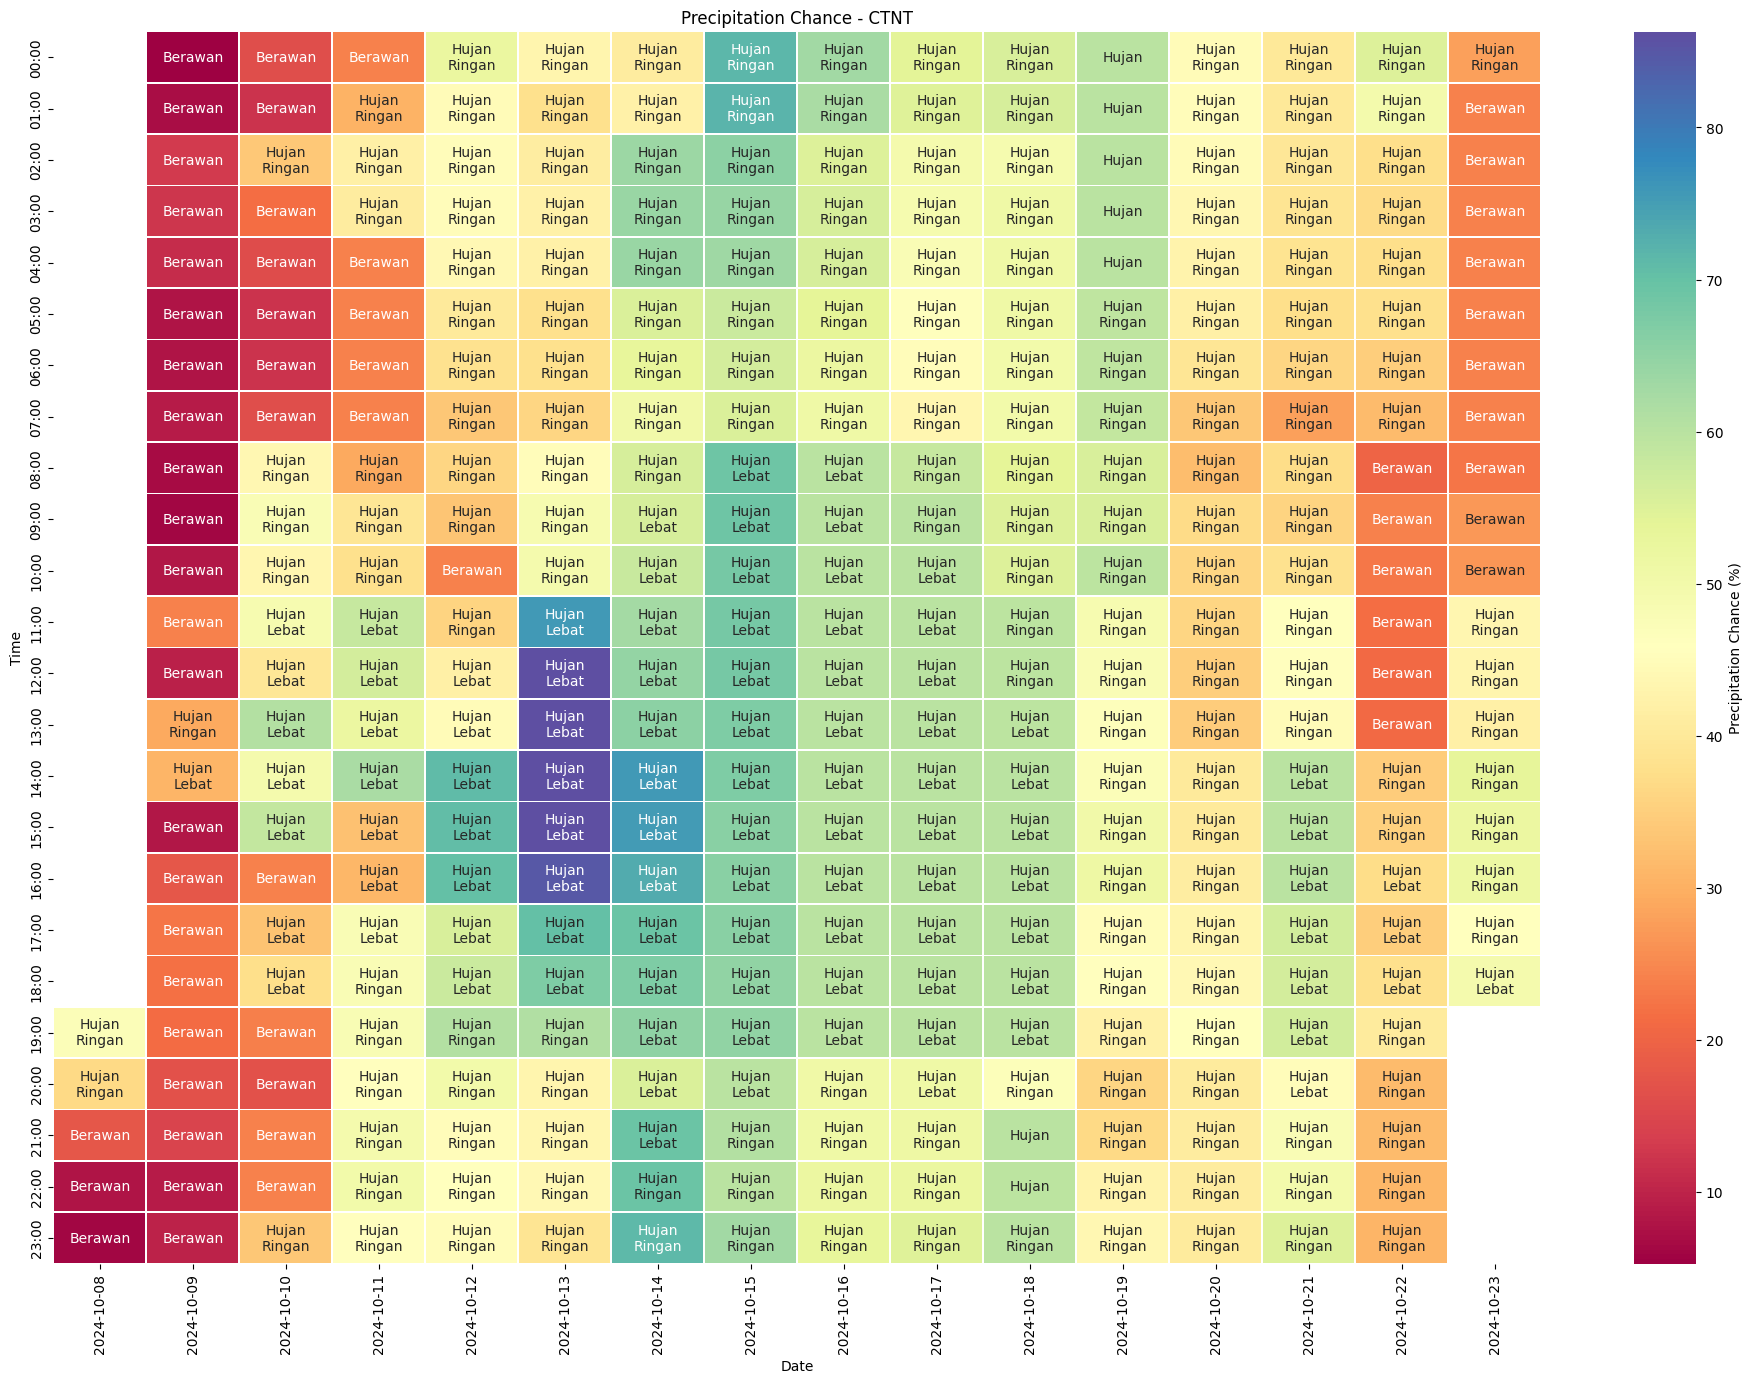 Precipitation Chance - CTNT
00:00 Berawan Berawan Berawan Hujan Ringan Hujan Ringan Hujan Ringan Hujan Ringan Hujan Ringan Hujan Ringan Hujan Ringan Hujan Hujan Ringan Hujan Ringan Hujan Ringan Hujan Ringan
01:00 Berawan Berawan Hujan Ringan Hujan Ringan Hujan Ringan Hujan Ringan Hujan Ringan Hujan Ringan Hujan Ringan Hujan Ringan Hujan Hujan Ringan Hujan Ringan Hujan Ringan Berawan
02:00 Berawan Hujan Ringan Hujan Ringan Hujan Ringan Hujan Ringan Hujan Ringan Hujan Ringan Hujan Ringan Hujan Ringan Hujan Ringan Hujan Hujan Ringan Hujan Ringan Hujan Ringan Berawan
03:00 Berawan Berawan Hujan Ringan Hujan Ringan Hujan Ringan Hujan Ringan Hujan Ringan Hujan Ringan Hujan Ringan Hujan Ringan Hujan Hujan Ringan Hujan Ringan Hujan Ringan Berawan
04:00 Berawan Berawan Berawan Hujan Ringan Hujan Ringan Hujan Ringan Hujan Ringan Hujan Ringan Hujan Ringan Hujan Ringan Hujan Hujan Ringan Hujan Ringan Hujan Ringan Berawan
05:00 Berawan Berawan Berawan Hujan Ringan Hujan Ringan Hujan Ringan Hujan Ringan Hujan Ringan Hujan Ringan Hujan Ringan Hujan Ringan Hujan Ringan Hujan Ringan Hujan Ringan Berawan
06:00 Berawan Berawan Berawan Hujan Ringan Hujan Ringan Hujan Ringan Hujan Ringan Hujan Ringan Hujan Ringan Hujan Ringan Hujan Ringan Hujan Ringan Hujan Ringan Hujan Ringan Berawan
07:00 Berawan Berawan Berawan Hujan Ringan Hujan Ringan Hujan Ringan Hujan Ringan Hujan Ringan Hujan Ringan Hujan Ringan Hujan Ringan Hujan Ringan Hujan Ringan Hujan Ringan Berawan
08:00 Berawan Hujan Ringan Hujan Ringan Hujan Ringan Hujan Ringan Hujan Ringan Hujan Lebat Hujan Lebat Hujan Ringan Hujan Ringan Hujan Ringan Hujan Ringan Hujan Ringan Berawan Berawan
09:00 Berawan Hujan Ringan Hujan Ringan Hujan Ringan Hujan Ringan Hujan Lebat Hujan Lebat Hujan Lebat Hujan Ringan Hujan Ringan Hujan Ringan Hujan Ringan Hujan Ringan Berawan Berawan
10:00 Berawan Hujan Ringan Hujan Ringan Berawan Hujan Ringan Hujan Lebat Hujan Lebat Hujan Lebat Hujan Lebat Hujan Ringan Hujan Ringan Hujan Ringan Hujan Ringan Berawan Berawan
11:00 Berawan Hujan Lebat Hujan Lebat Hujan Ringan Hujan Lebat Hujan Lebat Hujan Lebat Hujan Lebat Hujan Lebat Hujan Ringan Hujan Ringan Hujan Ringan Hujan Ringan Berawan Hujan Ringan
12:00 Berawan Hujan Lebat Hujan Lebat Hujan Lebat Hujan Lebat Hujan Lebat Hujan Lebat Hujan Lebat Hujan Lebat Hujan Ringan Hujan Ringan Hujan Ringan Hujan Ringan Berawan Hujan Ringan
13:00 Hujan Ringan Hujan Lebat Hujan Lebat Hujan Lebat Hujan Lebat Hujan Lebat Hujan Lebat Hujan Lebat Hujan Lebat Hujan Lebat Hujan Ringan Hujan Ringan Hujan Ringan Berawan Hujan Ringan
14:00 Hujan Lebat Hujan Lebat Hujan Lebat Hujan Lebat Hujan Lebat Hujan Lebat Hujan Lebat Hujan Lebat Hujan Lebat Hujan Lebat Hujan Ringan Hujan Ringan Hujan Lebat Hujan Ringan Hujan Ringan
15:00 Berawan Hujan Lebat Hujan Lebat Hujan Lebat Hujan Lebat Hujan Lebat Hujan Lebat Hujan Lebat Hujan Lebat Hujan Lebat Hujan Ringan Hujan Ringan Hujan Lebat Hujan Ringan Hujan Ringan
16:00 Berawan Berawan Hujan Lebat Hujan Lebat Hujan Lebat Hujan Lebat Hujan Lebat Hujan Lebat Hujan Lebat Hujan Lebat Hujan Ringan Hujan Ringan Hujan Lebat Hujan Lebat Hujan Ringan
17:00 Berawan Hujan Lebat Hujan Lebat Hujan Lebat Hujan Lebat Hujan Lebat Hujan Lebat Hujan Lebat Hujan Lebat Hujan Lebat Hujan Ringan Hujan Ringan Hujan Lebat Hujan Lebat Hujan Ringan
18:00 Berawan Hujan Lebat Hujan Ringan Hujan Lebat Hujan Lebat Hujan Lebat Hujan Lebat Hujan Lebat Hujan Lebat Hujan Lebat Hujan Ringan Hujan Ringan Hujan Lebat Hujan Lebat Hujan Lebat
19:00 Hujan Ringan Berawan Berawan Hujan Ringan Hujan Ringan Hujan Ringan Hujan Lebat Hujan Lebat Hujan Lebat Hujan Lebat Hujan Lebat Hujan Ringan Hujan Ringan Hujan Lebat Hujan Ringan
20:00 Hujan Ringan Berawan Berawan Hujan Ringan Hujan Ringan Hujan Ringan Hujan Lebat Hujan Lebat Hujan Ringan Hujan Lebat Hujan Ringan Hujan Ringan Hujan Ringan Hujan Lebat Hujan Ringan
21:00 Berawan Berawan Berawan Hujan Ringan Hujan Ringan Hujan Ringan Hujan Lebat Hujan Ringan Hujan Ringan Hujan Ringan Hujan Hujan Ringan Hujan Ringan Hujan Ringan Hujan Ringan
22:00 Berawan Berawan Berawan Hujan Ringan Hujan Ringan Hujan Ringan Hujan Ringan Hujan Ringan Hujan Ringan Hujan Ringan Hujan Hujan Ringan Hujan Ringan Hujan Ringan Hujan Ringan
23:00 Berawan Berawan Hujan Ringan Hujan Ringan Hujan Ringan Hujan Ringan Hujan Ringan Hujan Ringan Hujan Ringan Hujan Ringan Hujan Ringan Hujan Ringan Hujan Ringan Hujan Ringan Hujan Ringan
Time
2024-10-08 2024-10-09 2024-10-10 2024-10-11 2024-10-12 2024-10-13 2024-10-14 2024-10-15 2024-10-16 2024-10-17 2024-10-18 2024-10-19 2024-10-20 2024-10-21 2024-10-22 2024-10-23
Date
80
70
60
50
40
30
20
10
Precipitation Chance (%)